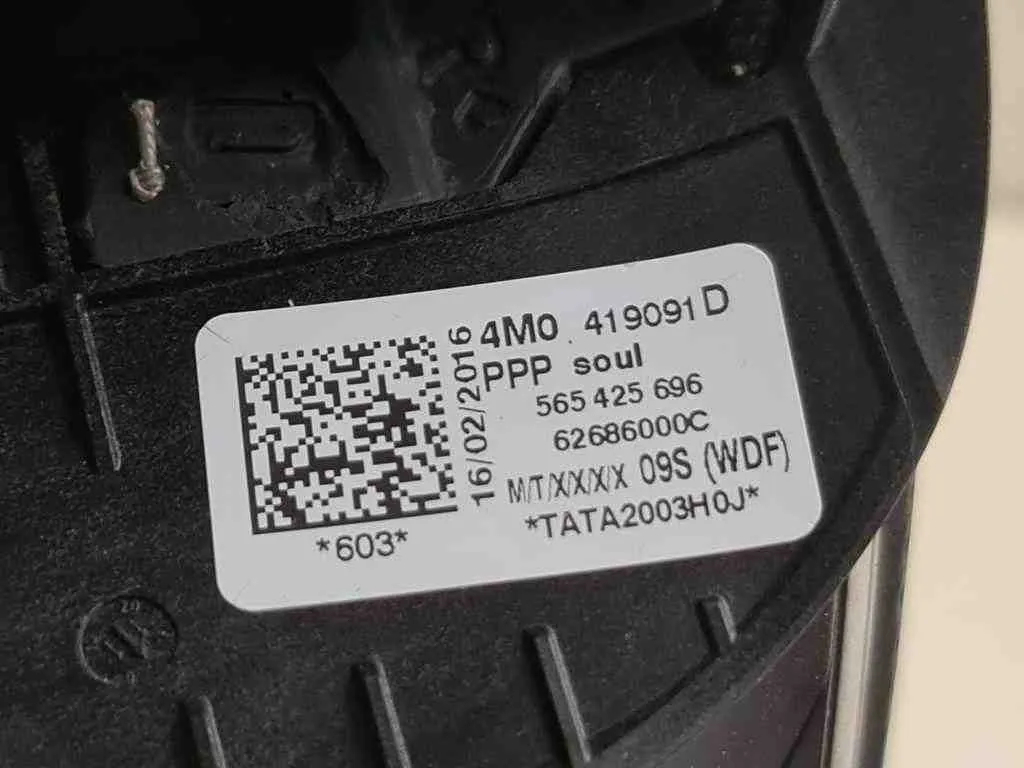 4M0 419091 D
PPP soul
565 425 696
62686000C
M/T/X/X/X/X 09S (WDF)
*TATA2003H0J*
16/02/2016
*603*